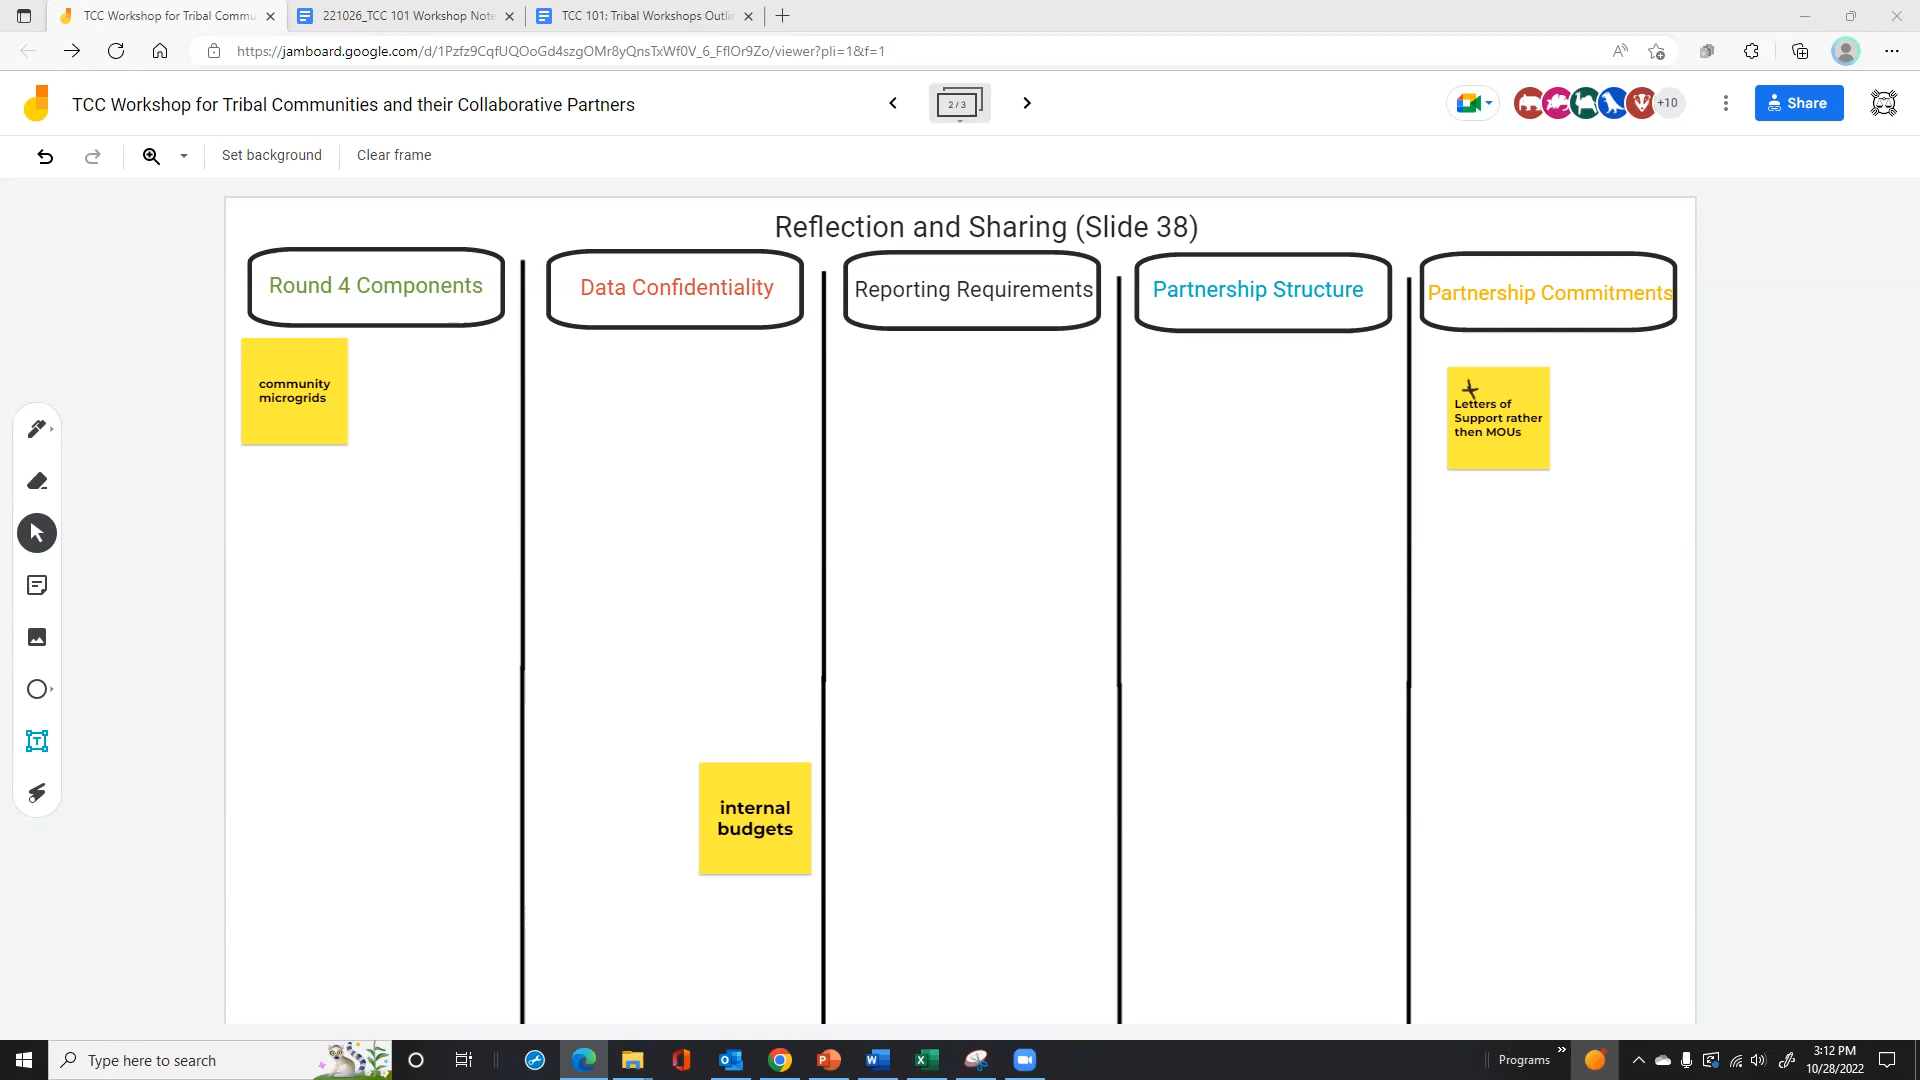 TCC Workshop for Tribal Commu
221026_TCC 101 Workshop Note
TCC 101: Tribal Workshops Outli
https://jamboard.google.com/d/1Pzfz9CqfUQOoGd4szgOMr8yQnsTxWf0V_6_FflOr9Zo/viewer?pli=1&f=1
TCC Workshop for Tribal Communities and their Collaborative Partners
2 / 3
+10
Share
Set background
Clear frame
Reflection and Sharing (Slide 38)
Round 4 Components
Data Confidentiality
Reporting Requirements
Partnership Structure
Partnership Commitments
community
microgrids
Letters of
Support rather
then MOUs
internal
budgets
Type here to search
Programs
3:12 PM
10/28/2022